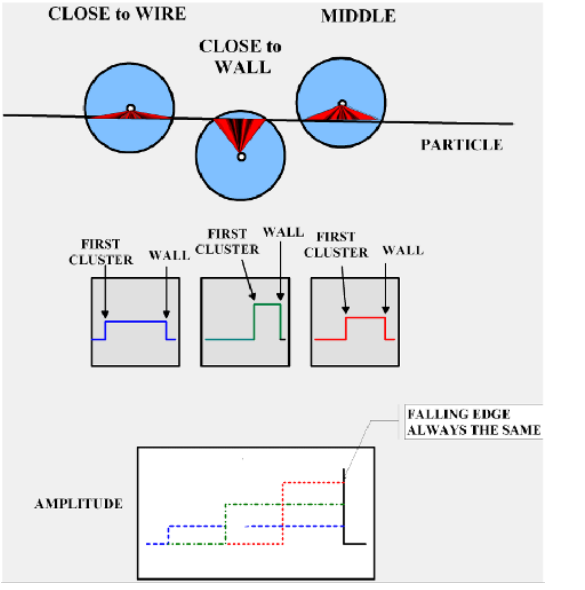 CLOSE to WIRE
MIDDLE
CLOSE to
WALL
PARTICLE
FIRST
CLUSTER
WALL
FIRST
CLUSTER
WALL
FIRST
CLUSTER
WALL
FALLING EDGE
ALWAYS THE SAME
AMPLITUDE